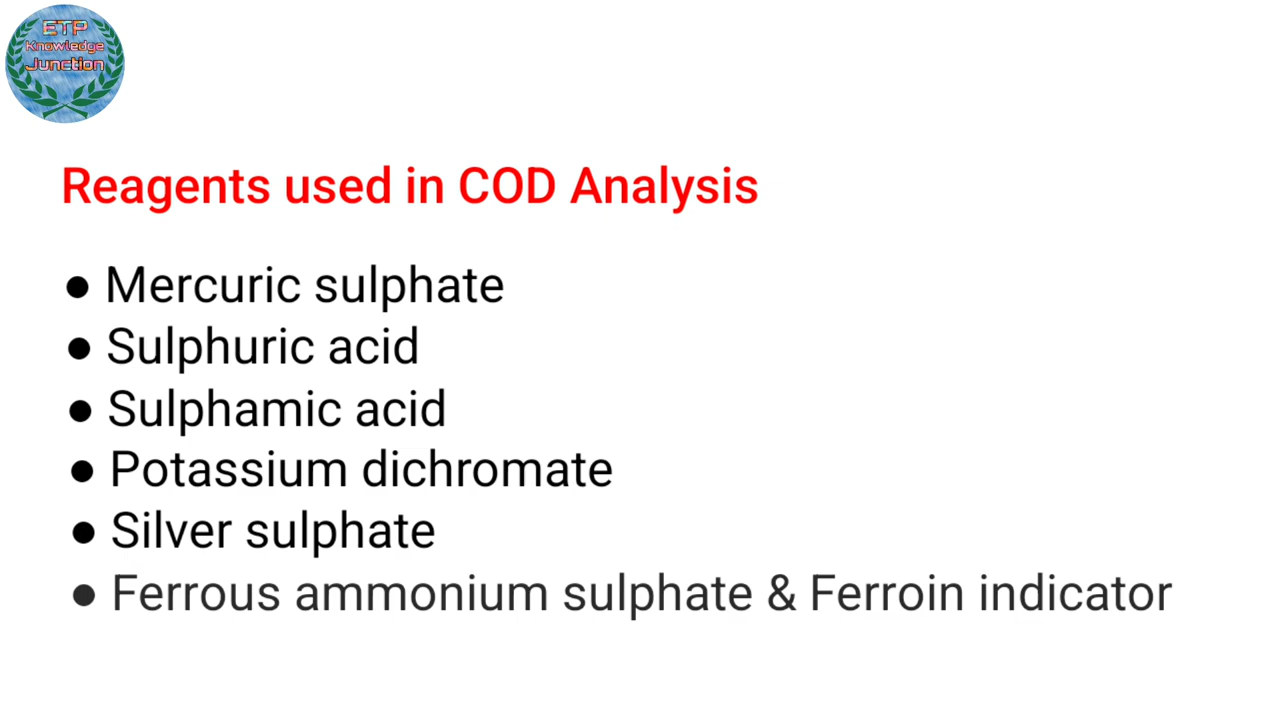 ETP
Knowledge
Junction
Reagents used in COD Analysis
● Mercuric sulphate
● Sulphuric acid
● Sulphamic acid
● Potassium dichromate
● Silver sulphate
● Ferrous ammonium sulphate & Ferroin indicator